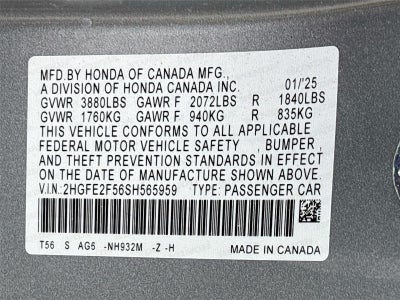 MFD.BY HONDA OF CANADA MFG.,
A DIVISION OF HONDA CANADA INC. 01/'25
GVWR 3880LBS GAWR F 2072LBS R 1840LBS
GVWR 1760KG GAWR F 940KG R 835KG
THIS VEHICLE CONFORMS TO ALL APPLICABLE
FEDERAL MOTOR VEHICLE SAFETY , BUMPER ,
AND THEFT PREVENTION STANDARDS IN EFFECT
ON THE DATE OF MANUFACTURE SHOWN ABOVE.
V.I.N:2HGFE2F56SH565959 TYPE: PASSENGER CAR
T56 S AG6 -NH932M -Z -H MADE IN CANADA